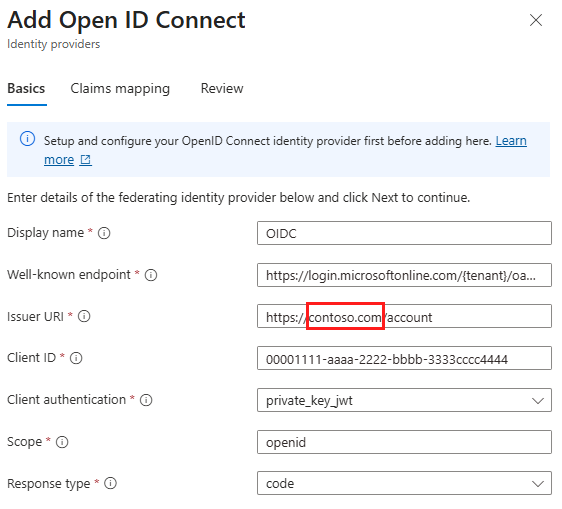 Add Open ID Connect
Identity providers
Basics
Claims mapping
Review
Setup and configure your OpenID Connect identity provider first before adding here. Learn
more
Enter details of the federating identity provider below and click Next to continue.
Display name *
OIDC
Well-known endpoint *
https://login.microsoftonline.com/{tenant}/oa...
Issuer URI *
https://contoso.com/account
Client ID *
00001111-aaaa-2222-bbbb-3333cccc4444
Client authentication *
private_key_jwt
Scope *
openid
Response type *
code